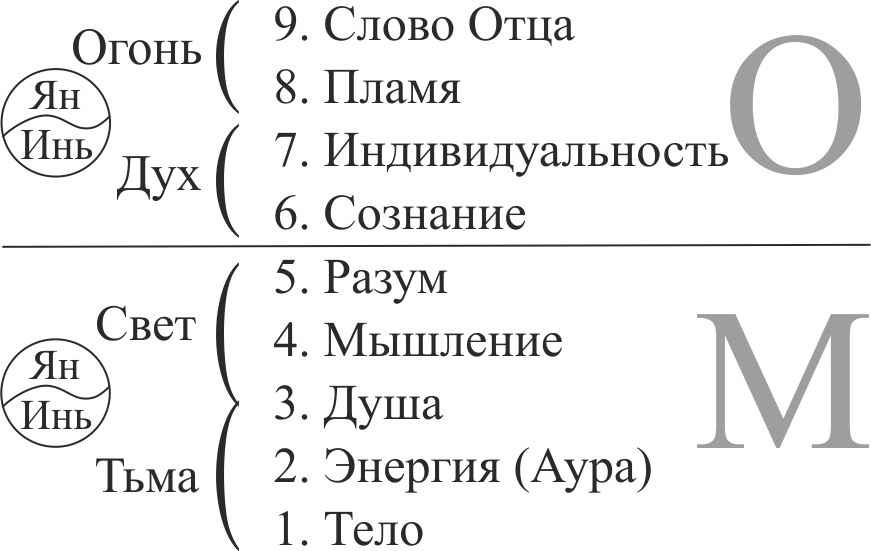 9. Слово Отца
Огонь
8. Пламя
О
Ян
Инь
7. Индивидуальность
Дух
6. Сознание
5. Разум
Свет
4. Мышление
М
Ян
Инь
3. Душа
2. Энергия (Аура)
Тьма
1. Тело